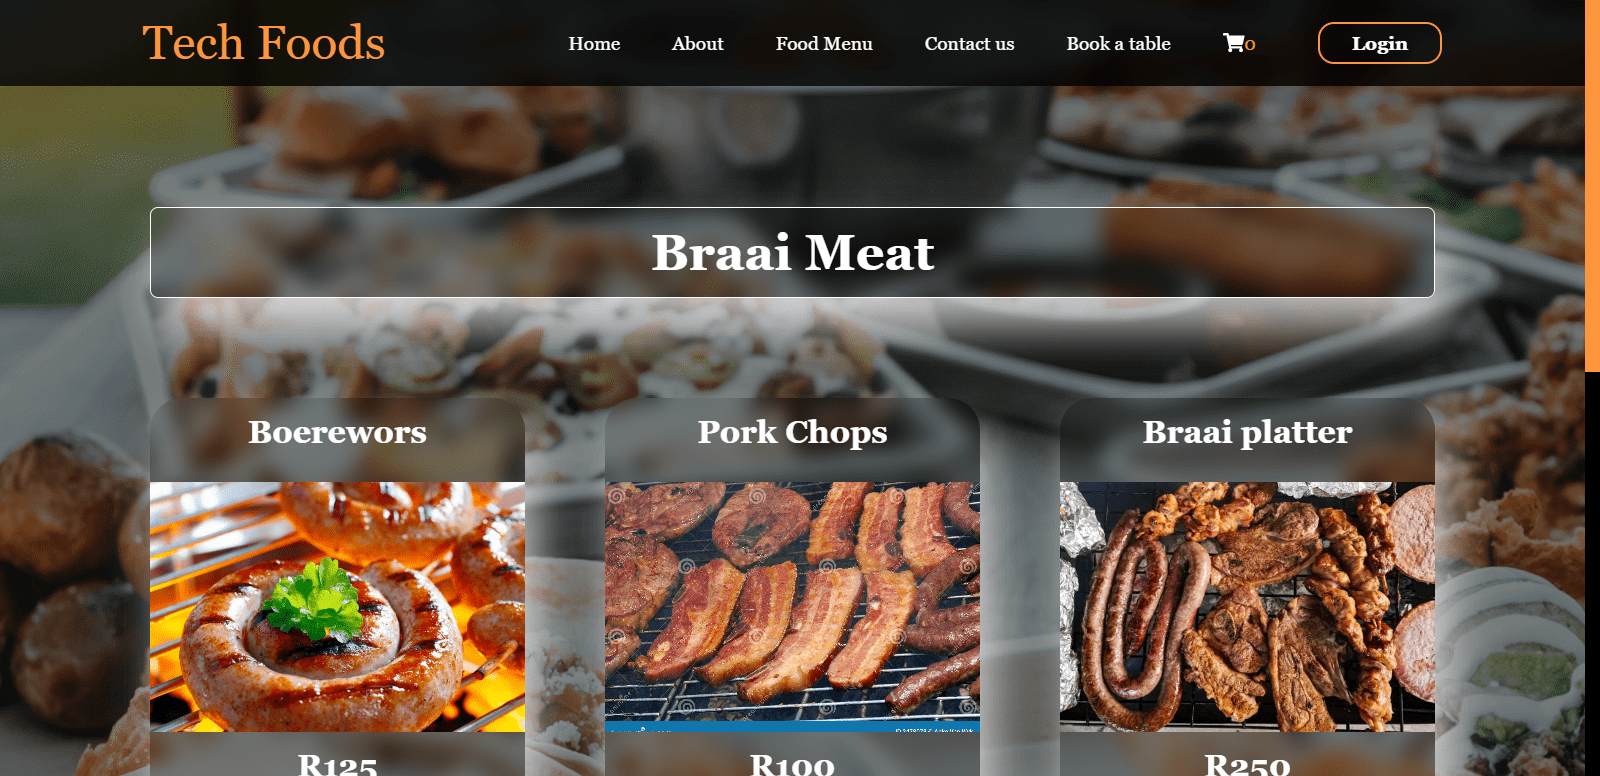 Tech Foods
Home
About
Food Menu
Contact us
Book a table
0
Login
Braai Meat
Boerewors
Pork Chops
Braai platter
R125
R100
R250